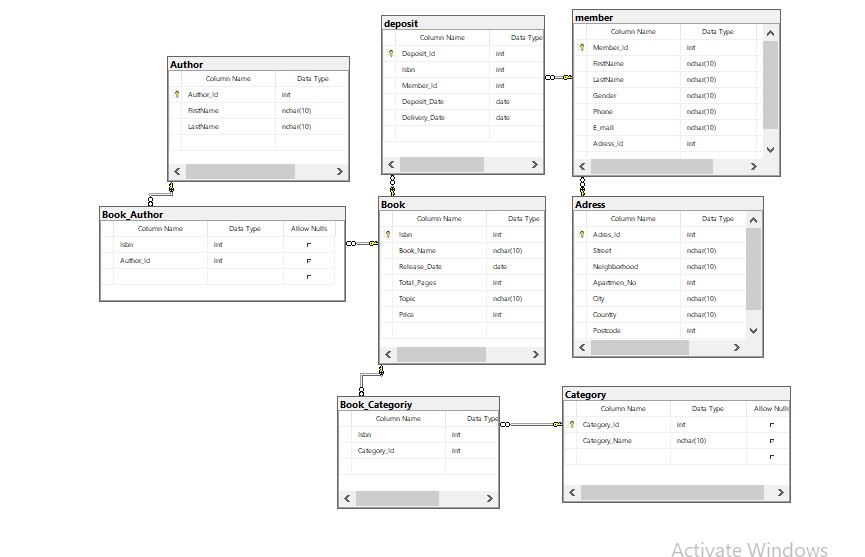 deposit
Column Name Data Type
Deposit_Id int
Isbn int
Member_Id int
Deposit_Date date
Delivery_Date date
member
Column Name Data Type
Member_Id int
FirstName nchar(10)
LastName nchar(10)
Gender nchar(10)
Phone nchar(10)
E_mail nchar(10)
Adress_Id int
Author
Column Name Data Type
Author_Id int
FirstName nchar(10)
LastName nchar(10)
Book_Author
Column Name Data Type Allow Nulls
Isbn int
Author_Id int
Book
Column Name Data Type
Isbn int
Book_Name nchar(10)
Release_Date date
Total_Pages int
Topic nchar(10)
Price int
Adress
Column Name Data Type
Adres_Id int
Street nchar(10)
Neighborhood nchar(10)
Apartmen_No int
City nchar(10)
Country nchar(10)
Postcode int
Book_Categoriy
Column Name Data Type
Isbn int
Category_Id int
Category
Column Name Data Type Allow Nulls
Category_Id int
Category_Name nchar(10)
Activate Windows